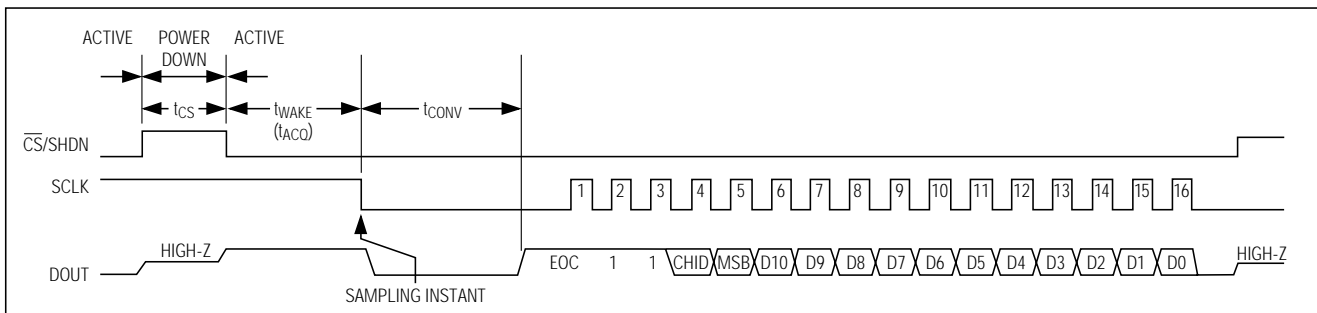 ACTIVE POWER DOWN ACTIVE
tCS tWAKE (tACQ) tCONV
C̅S̅/SHDN
SCLK 1 2 3 4 5 6 7 8 9 10 11 12 13 14 15 16
DOUT HIGH-Z EOC 1 1 CHID MSB D10 D9 D8 D7 D6 D5 D4 D3 D2 D1 D0 HIGH-Z
SAMPLING INSTANT